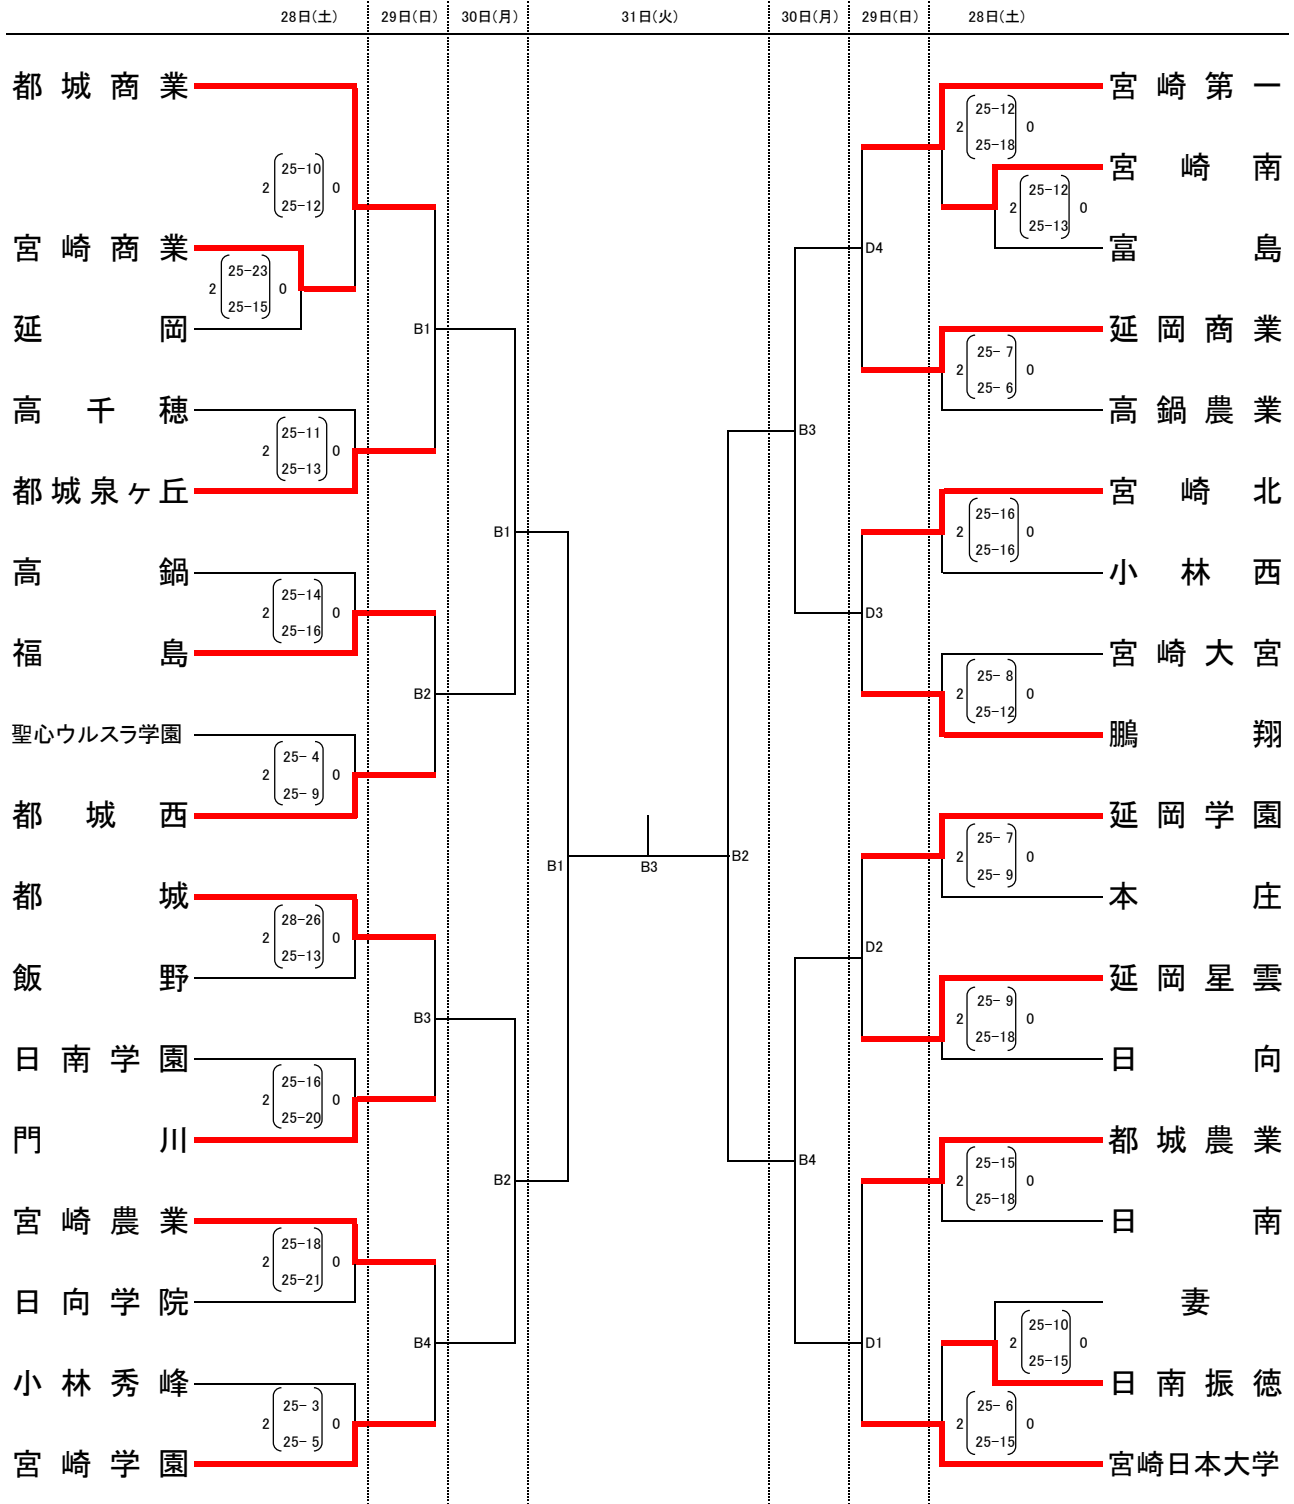 28日(土) 29日(日) 30日(月) 31日(火) 30日(月) 29日(日) 28日(土)
都城商業
25-10
2 0
25-12
宮崎商業
25-23
2 0
25-15
延岡
B1
高千穂
25-11
2 0
25-13
都城泉ヶ丘
B1
高鍋
25-14
2 0
25-16
福島
B2
聖心ウルスラ学園
25- 4
2 0
25- 9
都城西
B1
都城
28-26
2 0
25-13
飯野
B3
日南学園
25-16
2 0
25-20
門川
B2
宮崎農業
25-18
2 0
25-21
日向学院
B4
小林秀峰
25- 3
2 0
25- 5
宮崎学園
B3
宮崎第一
25-12
2 0
25-18
宮崎南
25-12
2 0
25-13
富島
D4
延岡商業
25- 7
2 0
25- 6
高鍋農業
B3
宮崎北
25-16
2 0
25-16
小林西
D3
宮崎大宮
25- 8
2 0
25-12
鵬翔
B2
延岡学園
25- 7
2 0
25- 9
本庄
D2
延岡星雲
25- 9
2 0
25-18
日向
B4
都城農業
25-15
2 0
25-18
日南
D1
妻
25-10
2 0
25-15
日南振徳
25- 6
2 0
25-15
宮崎日本大学